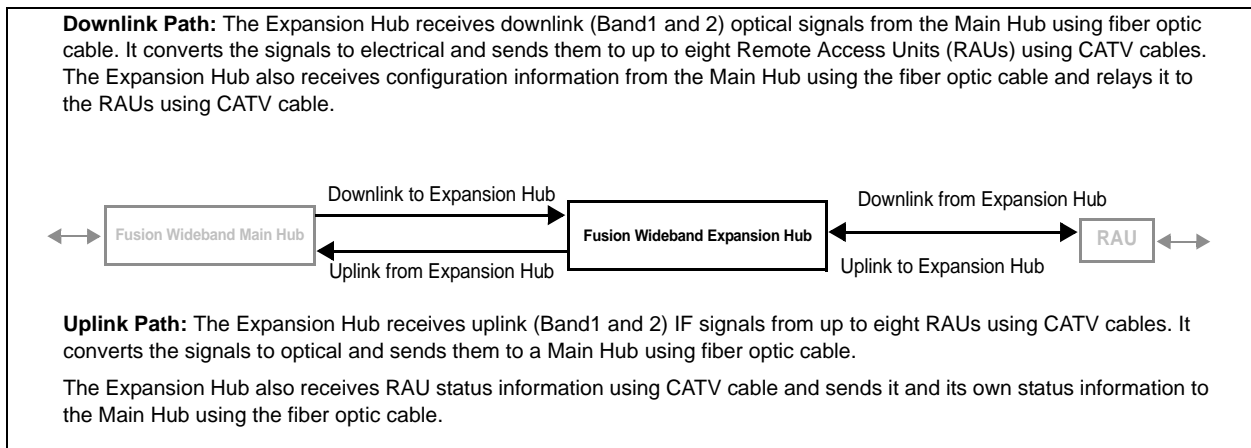 Downlink Path: The Expansion Hub receives downlink (Band1 and 2) optical signals from the Main Hub using fiber optic
cable. It converts the signals to electrical and sends them to up to eight Remote Access Units (RAUs) using CATV cables.
The Expansion Hub also receives configuration information from the Main Hub using the fiber optic cable and relays it to
the RAUs using CATV cable.
Downlink to Expansion Hub
Downlink from Expansion Hub
Fusion Wideband Main Hub
Fusion Wideband Expansion Hub
RAU
Uplink from Expansion Hub
Uplink to Expansion Hub
Uplink Path: The Expansion Hub receives uplink (Band1 and 2) IF signals from up to eight RAUs using CATV cables. It
converts the signals to optical and sends them to a Main Hub using fiber optic cable.
The Expansion Hub also receives RAU status information using CATV cable and sends it and its own status information to
the Main Hub using the fiber optic cable.